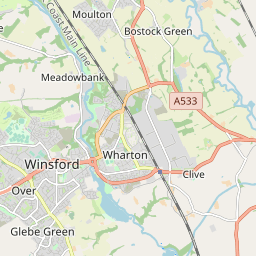 Moulton
Bostock Green
Coast Main Line
Meadowbank
A533
Wharton
Winsford
Clive
Over
Glebe Green